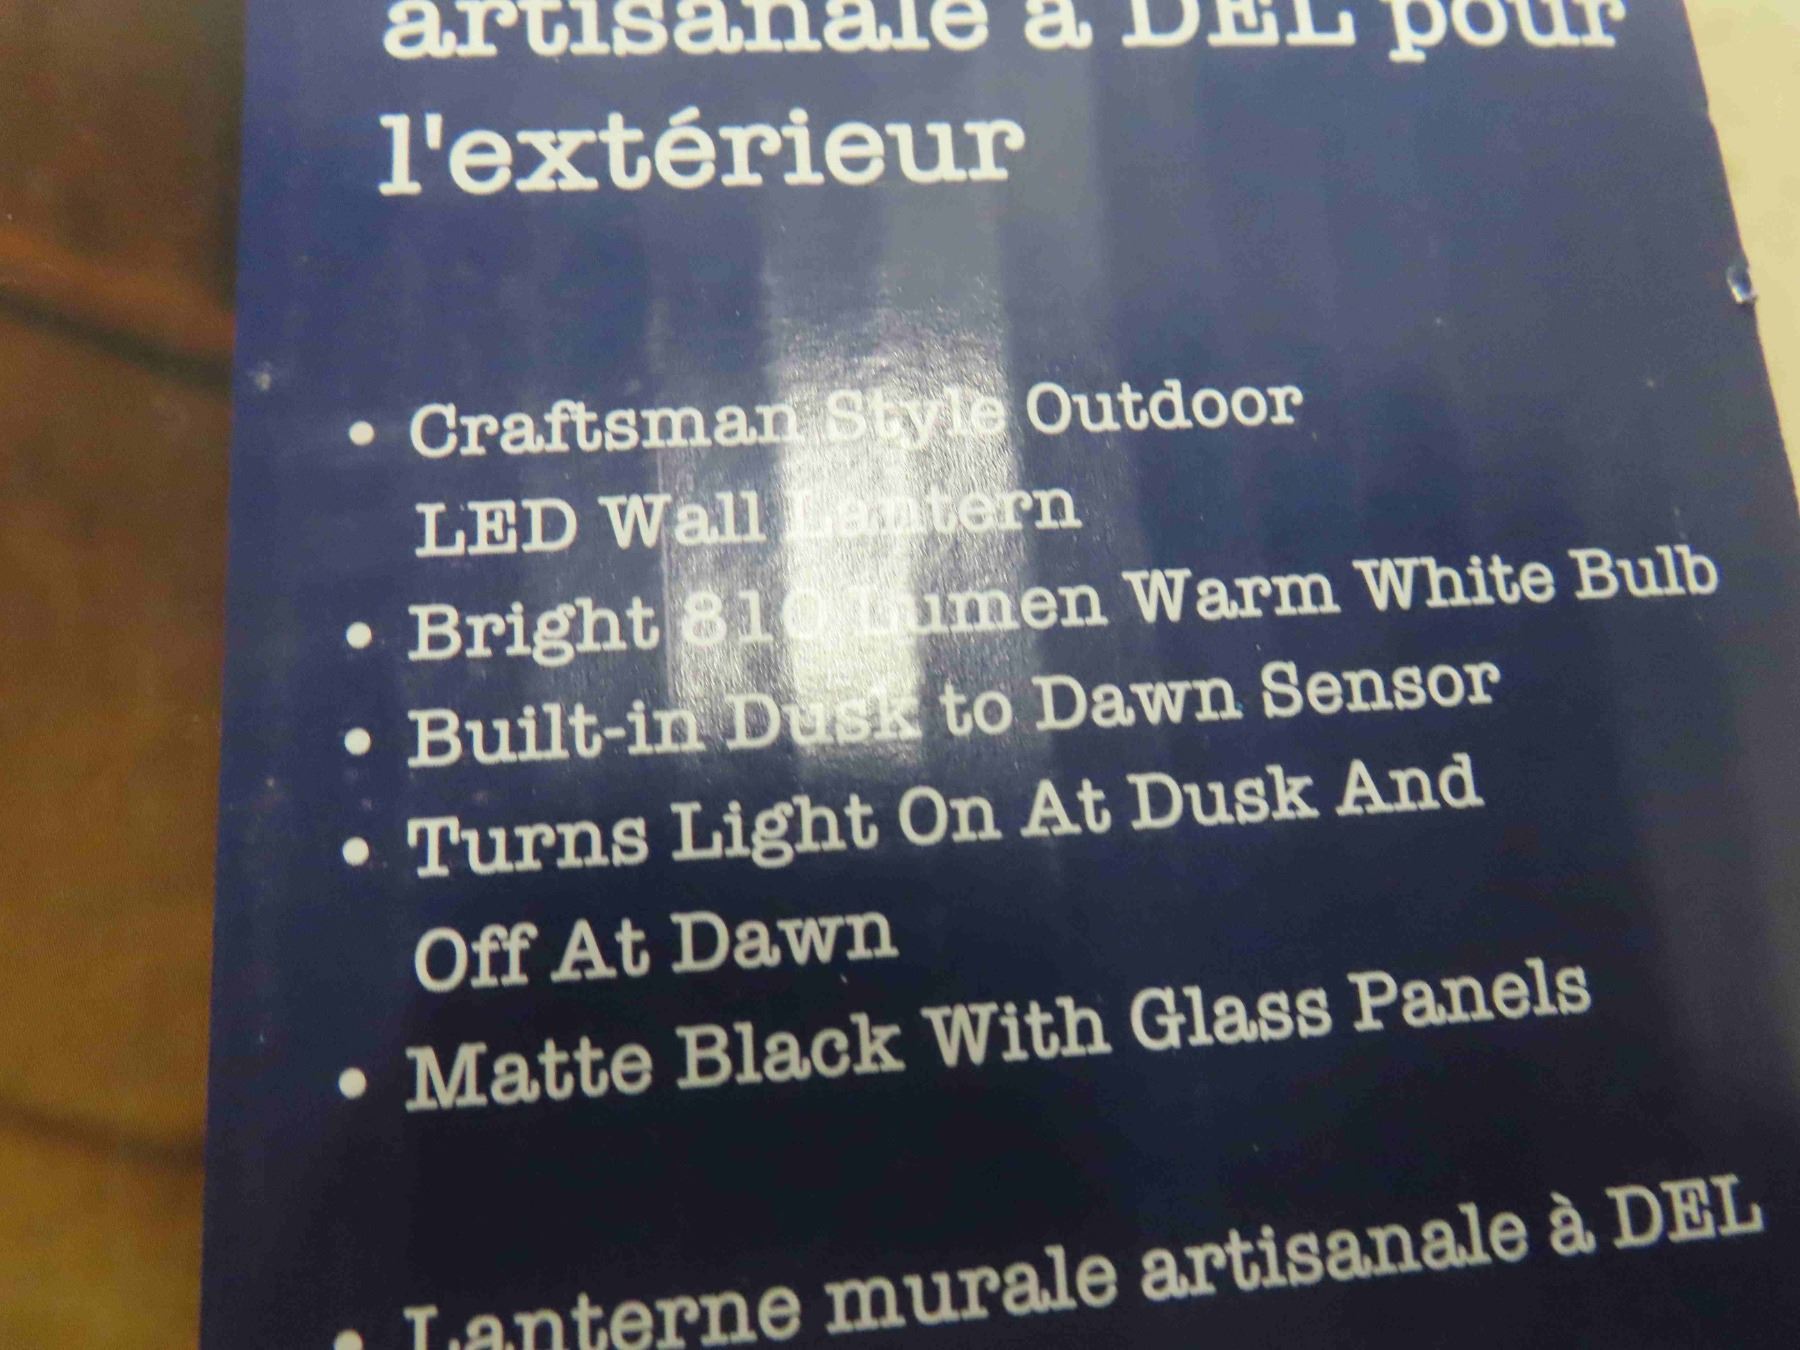 artisanale à DEL pour
l'extérieur
• Craftsman Style Outdoor
LED Wall Lantern
• Bright 810 Lumen Warm White Bulb
• Built-in Dusk to Dawn Sensor
• Turns Light On At Dusk And
Off At Dawn
• Matte Black With Glass Panels
• Lanterne murale artisanale à DEL